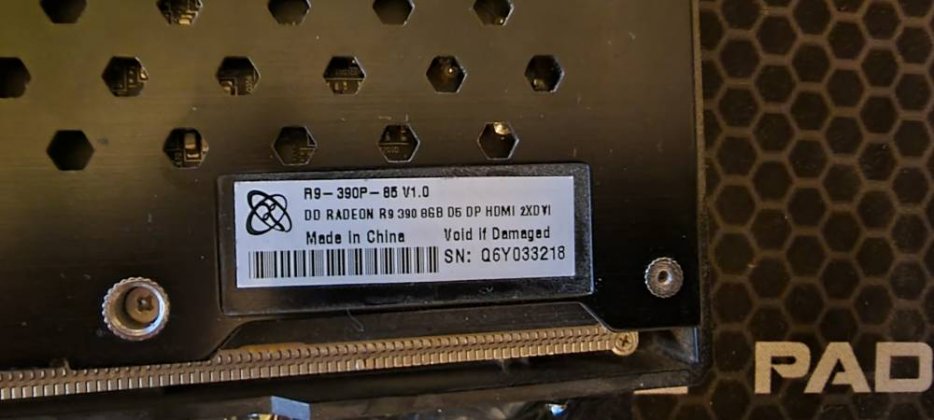 R9-390P-85 V1.0
DD RADEON R9 390 8GB D5 DP HDMI 2XDVI
Made in China Void if Damaged
SN: Q6Y033218
PAD